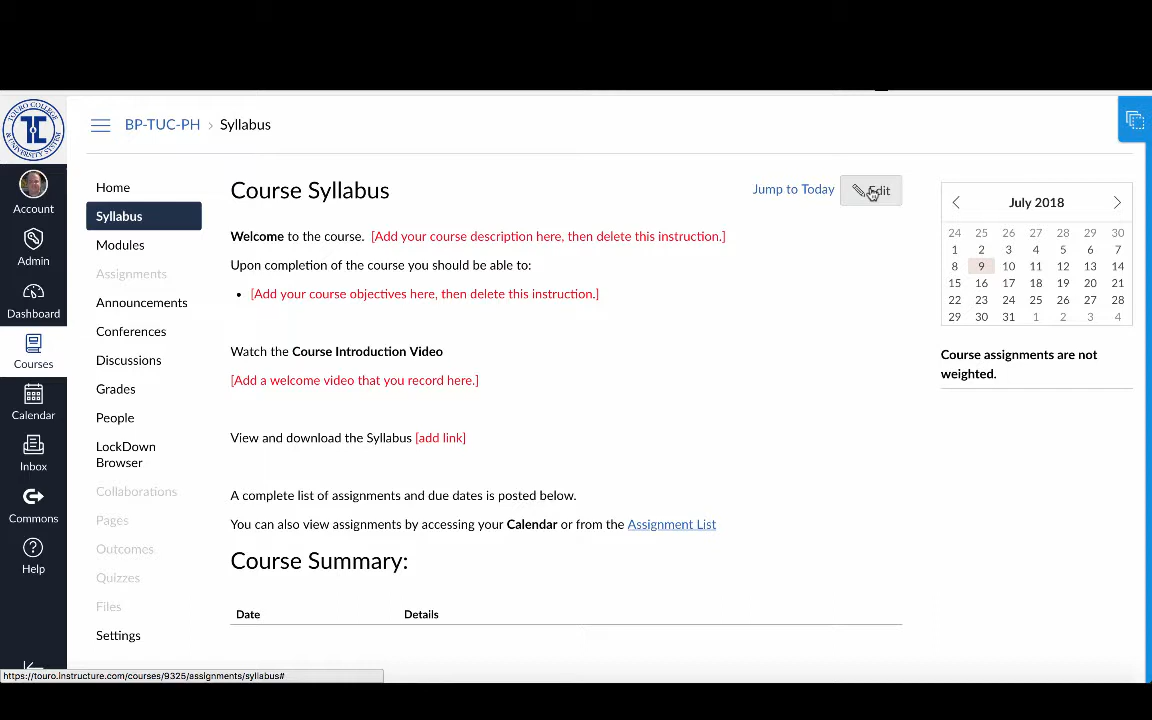 BP-TUC-PH › Syllabus
TOURO COLLEGE
& UNIVERSITY SYSTEM
Account
Admin
Dashboard
Courses
Calendar
Inbox
Commons
Help
Home
Syllabus
Modules
Assignments
Announcements
Conferences
Discussions
Grades
People
LockDown
Browser
Collaborations
Pages
Outcomes
Quizzes
Files
Settings
Course Syllabus
Jump to Today
Edit
Welcome to the course. [Add your course description here, then delete this instruction.]
Upon completion of the course you should be able to:
• [Add your course objectives here, then delete this instruction.]
Watch the Course Introduction Video
[Add a welcome video that you record here.]
View and download the Syllabus [add link]
A complete list of assignments and due dates is posted below.
You can also view assignments by accessing your Calendar or from the Assignment List
Course Summary:
Date Details
July 2018
24 25 26 27 28 29 30
1 2 3 4 5 6 7
8 9 10 11 12 13 14
15 16 17 18 19 20 21
22 23 24 25 26 27 28
29 30 31 1 2 3 4
Course assignments are not
weighted.
https://touro.instructure.com/courses/9325/assignments/syllabus#